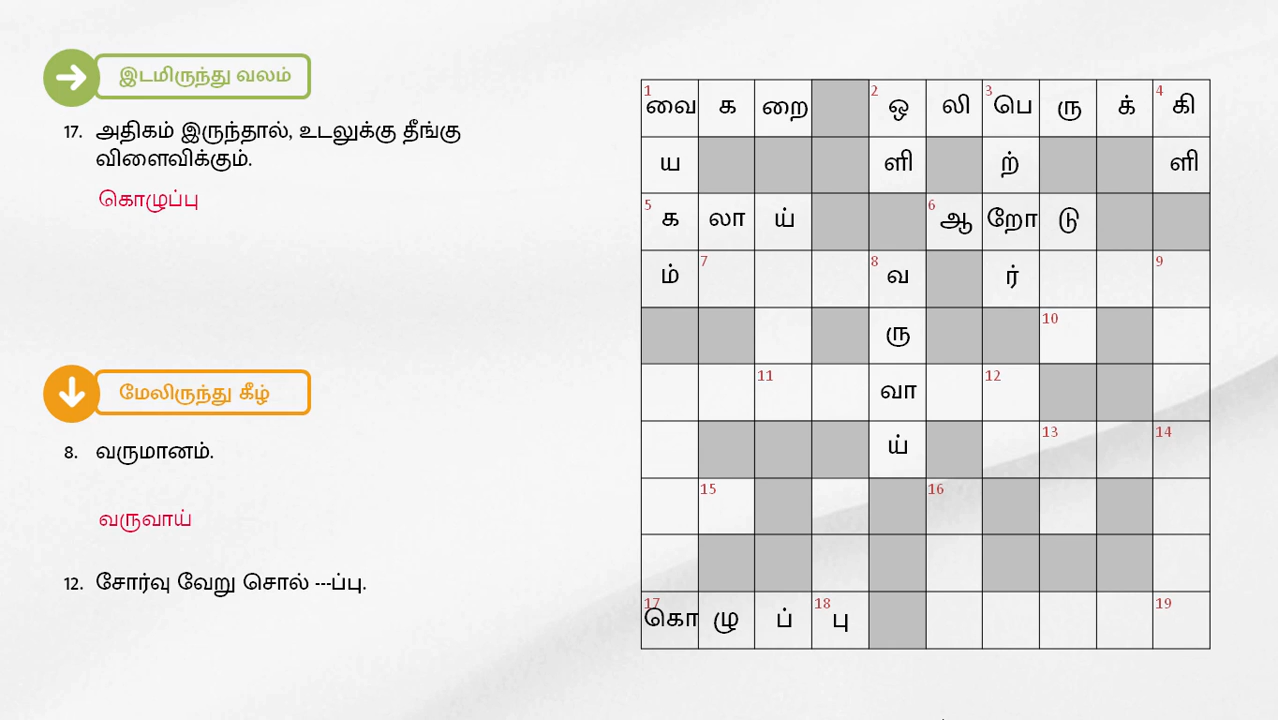 இடமிருந்து வலம்
17. அதிகம் இருந்தால், உடலுக்கு தீங்கு
விளைவிக்கும்.
கொழுப்பு
மேலிருந்து கீழ்
8. வருமானம்.
வருவாய்
12. சோர்வு வேறு சொல் ---ப்பு.
1 2 3 4
வை க றை ஒ லி பெ ரு க் கி
ய ளி ற் ளி
5 6
க லா ய் ஆ றோ டு
7 8 9
ம் வ ர்
10
ரு
11 12
வா
13 14
ய்
15 16
17 18 19
கொ ழு ப் பு